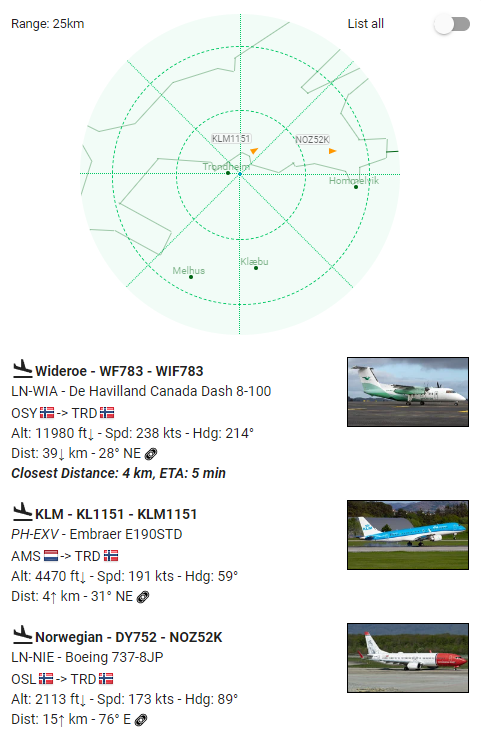 Range: 25km
List all
KLM1151
NOZ52K
Trondheim
Hommelvik
Klæbu
Melhus
Wideroe - WF783 - WIF783
LN-WIA - De Havilland Canada Dash 8-100
OSY -> TRD
Alt: 11980 ft↓ - Spd: 238 kts - Hdg: 214°
Dist: 39↓ km - 28° NE
Closest Distance: 4 km, ETA: 5 min
KLM - KL1151 - KLM1151
PH-EXV - Embraer E190STD
AMS -> TRD
Alt: 4470 ft↓ - Spd: 191 kts - Hdg: 59°
Dist: 4↑ km - 31° NE
Norwegian - DY752 - NOZ52K
LN-NIE - Boeing 737-8JP
OSL -> TRD
Alt: 2113 ft↓ - Spd: 173 kts - Hdg: 89°
Dist: 15↑ km - 76° E